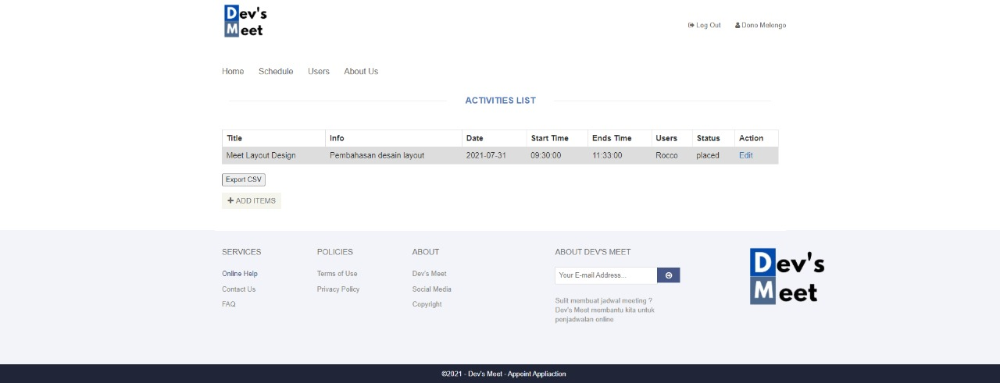 Dev's
Meet
Log Out Dono Melongo
Home Schedule Users About Us
ACTIVITIES LIST
Title Info Date Start Time Ends Time Users Status Action
Meet Layout Design Pembahasan desain layout 2021-07-31 09:30:00 11:33:00 Rocco placed Edit
Export CSV
ADD ITEMS
SERVICES POLICIES ABOUT ABOUT DEV'S MEET
Online Help Terms of Use Dev's Meet Your E-mail Address...
Contact Us Privacy Policy Social Media
FAQ Copyright
Sulit membuat jadwal meeting ?
Dev's Meet membantu kita untuk
penjadwalan online
Dev's
Meet
©2021 - Dev's Meet - Appoint Appliaction